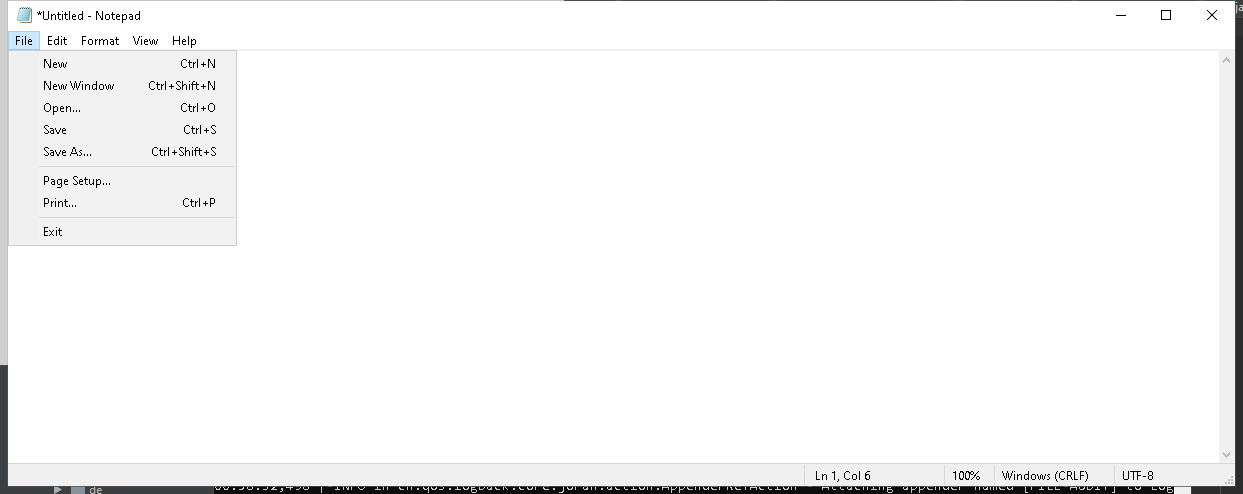 *Untitled - Notepad
File Edit Format View Help
New Ctrl+N
New Window Ctrl+Shift+N
Open... Ctrl+O
Save Ctrl+S
Save As... Ctrl+Shift+S
Page Setup... 
Print... Ctrl+P
Exit
Ln 1, Col 6 100% Windows (CRLF) UTF-8
de